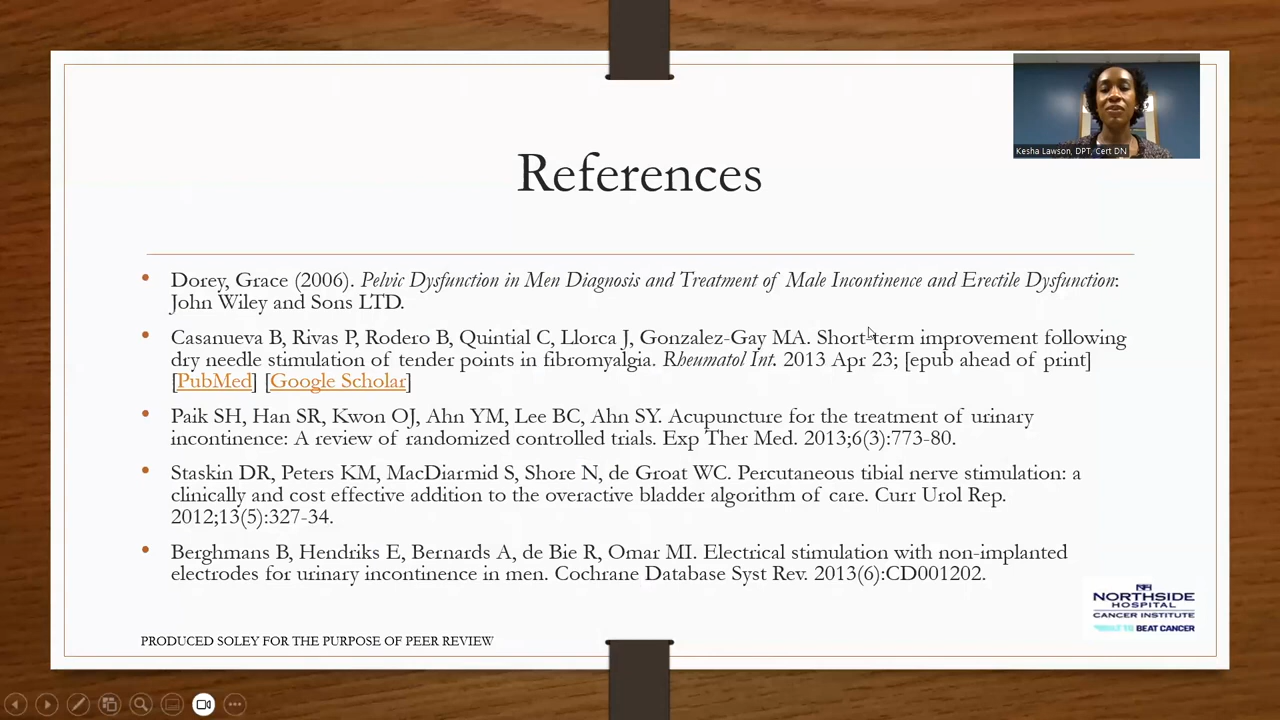 Kesha Lawson, DPT, Cert DN
References
• Dorey, Grace (2006). Pelvic Dysfunction in Men Diagnosis and Treatment of Male Incontinence and Erectile Dysfunction:
John Wiley and Sons LTD.
• Casanueva B, Rivas P, Rodero B, Quintial C, Llorca J, Gonzalez-Gay MA. Short-term improvement following
dry needle stimulation of tender points in fibromyalgia. Rheumatol Int. 2013 Apr 23; [epub ahead of print]
[PubMed] [Google Scholar]
• Paik SH, Han SR, Kwon OJ, Ahn YM, Lee BC, Ahn SY. Acupuncture for the treatment of urinary
incontinence: A review of randomized controlled trials. Exp Ther Med. 2013;6(3):773-80.
• Staskin DR, Peters KM, MacDiarmid S, Shore N, de Groat WC. Percutaneous tibial nerve stimulation: a
clinically and cost effective addition to the overactive bladder algorithm of care. Curr Urol Rep.
2012;13(5):327-34.
• Berghmans B, Hendriks E, Bernards A, de Bie R, Omar MI. Electrical stimulation with non-implanted
electrodes for urinary incontinence in men. Cochrane Database Syst Rev. 2013(6):CD001202.
NORTHSIDE
HOSPITAL
CANCER INSTITUTE
TO BEAT CANCER
PRODUCED SOLEY FOR THE PURPOSE OF PEER REVIEW